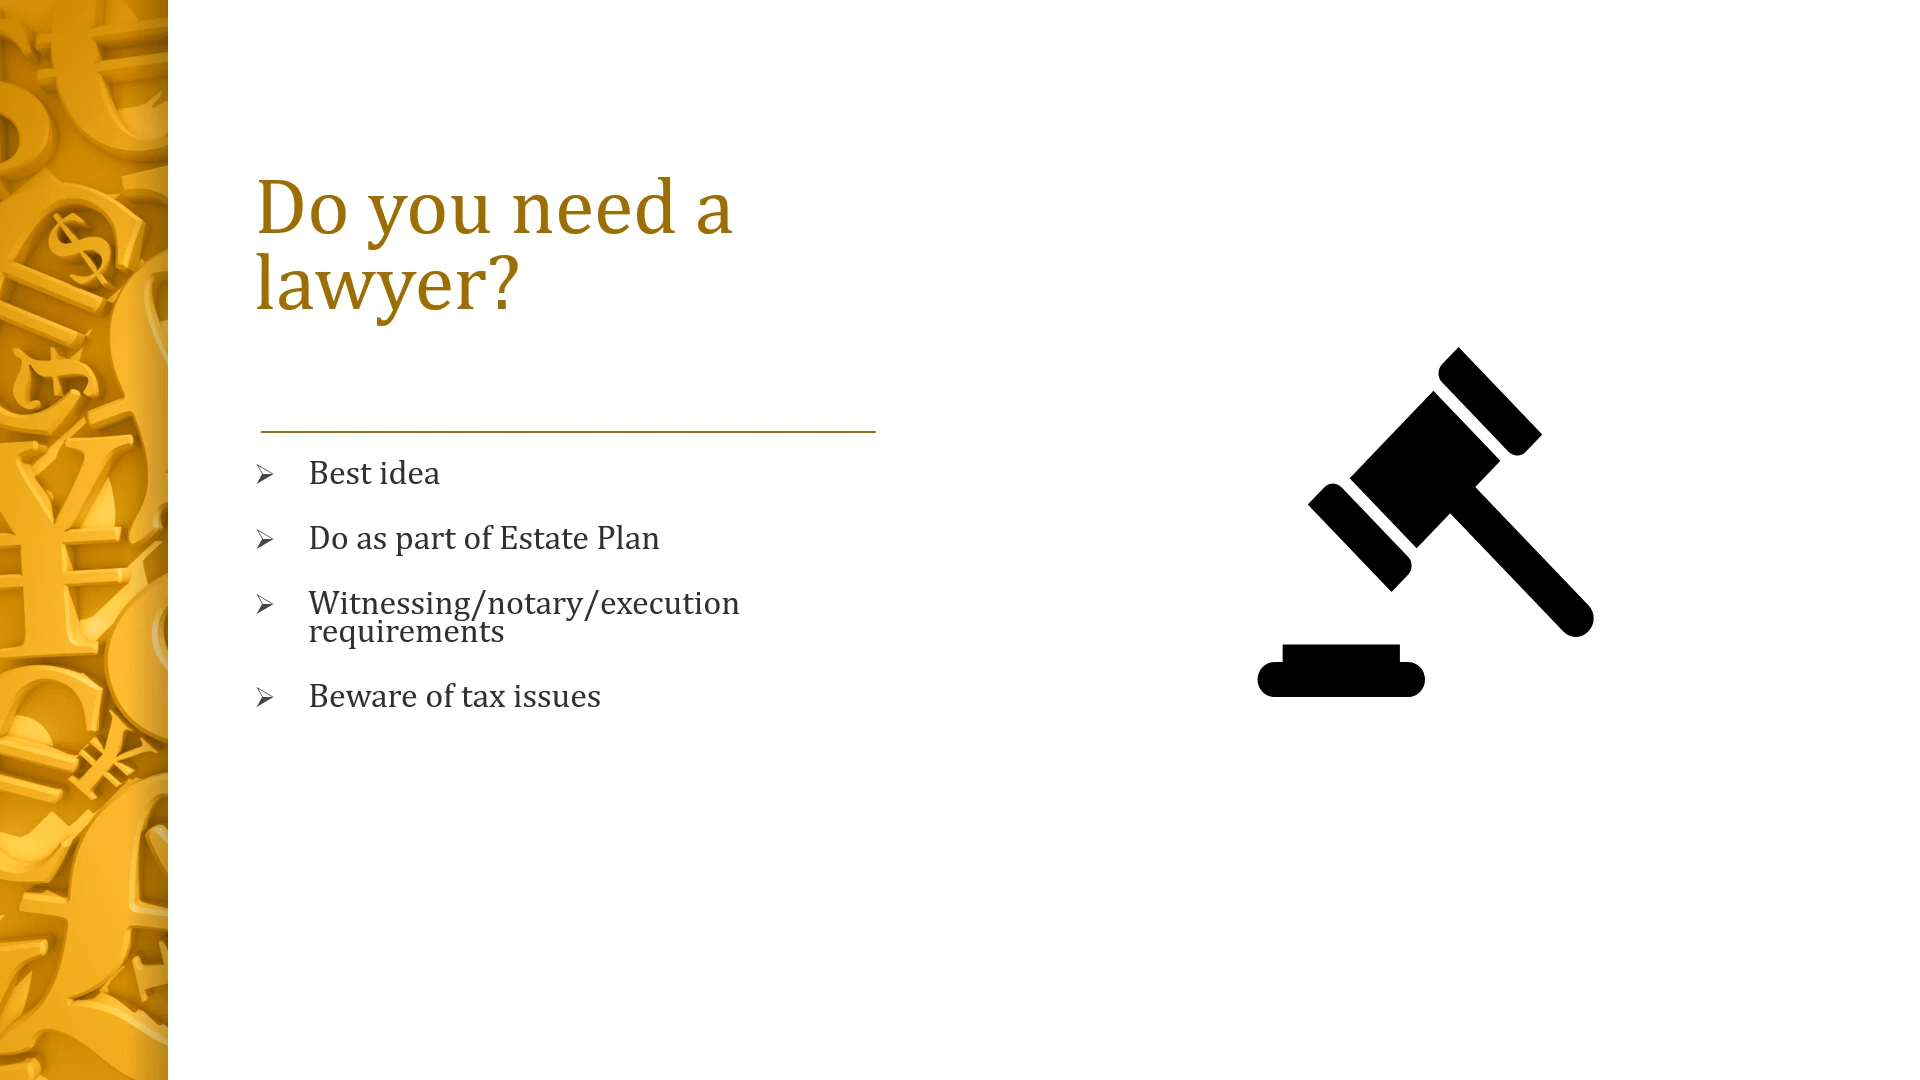 Do you need a
lawyer?
Best idea
Do as part of Estate Plan
Witnessing/notary/execution
requirements
Beware of tax issues